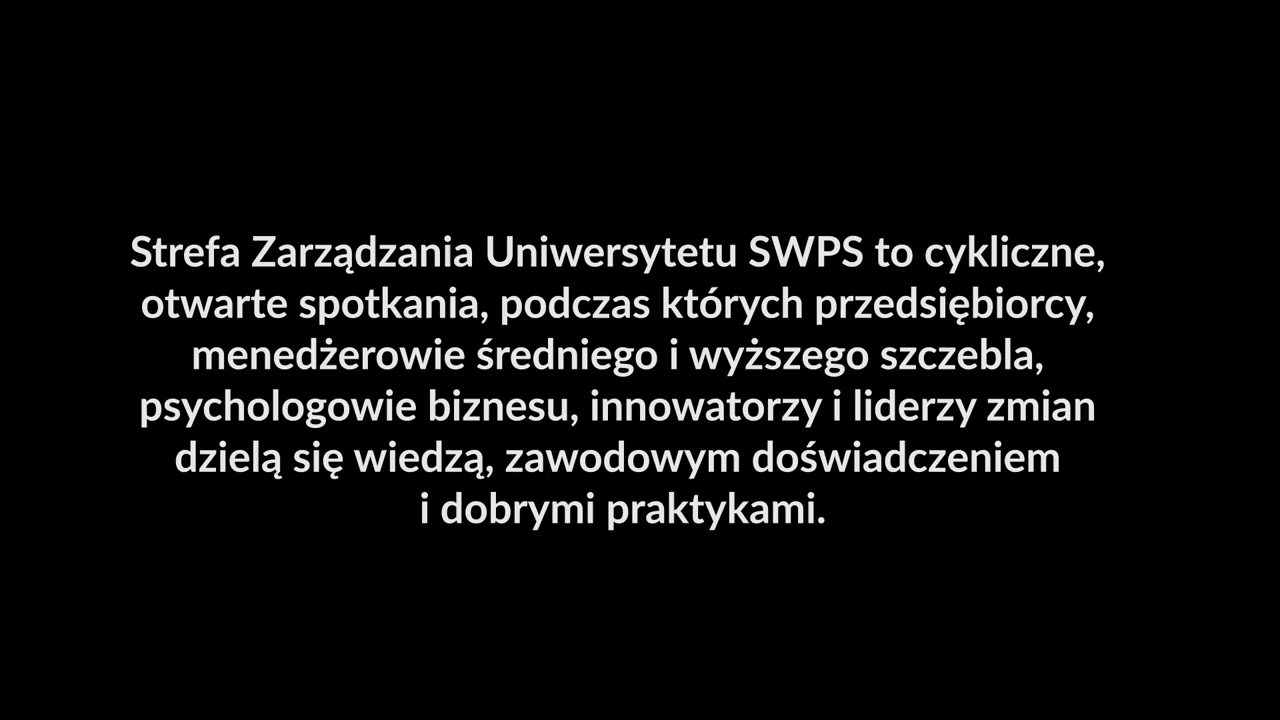 Strefa Zarządzania Uniwersytetu SWPS to cykliczne,
otwarte spotkania, podczas których przedsiębiorcy,
menedżerowie średniego i wyższego szczebla,
psychologowie biznesu, innowatorzy i liderzy zmian
dzielą się wiedzą, zawodowym doświadczeniem
i dobrymi praktykami.